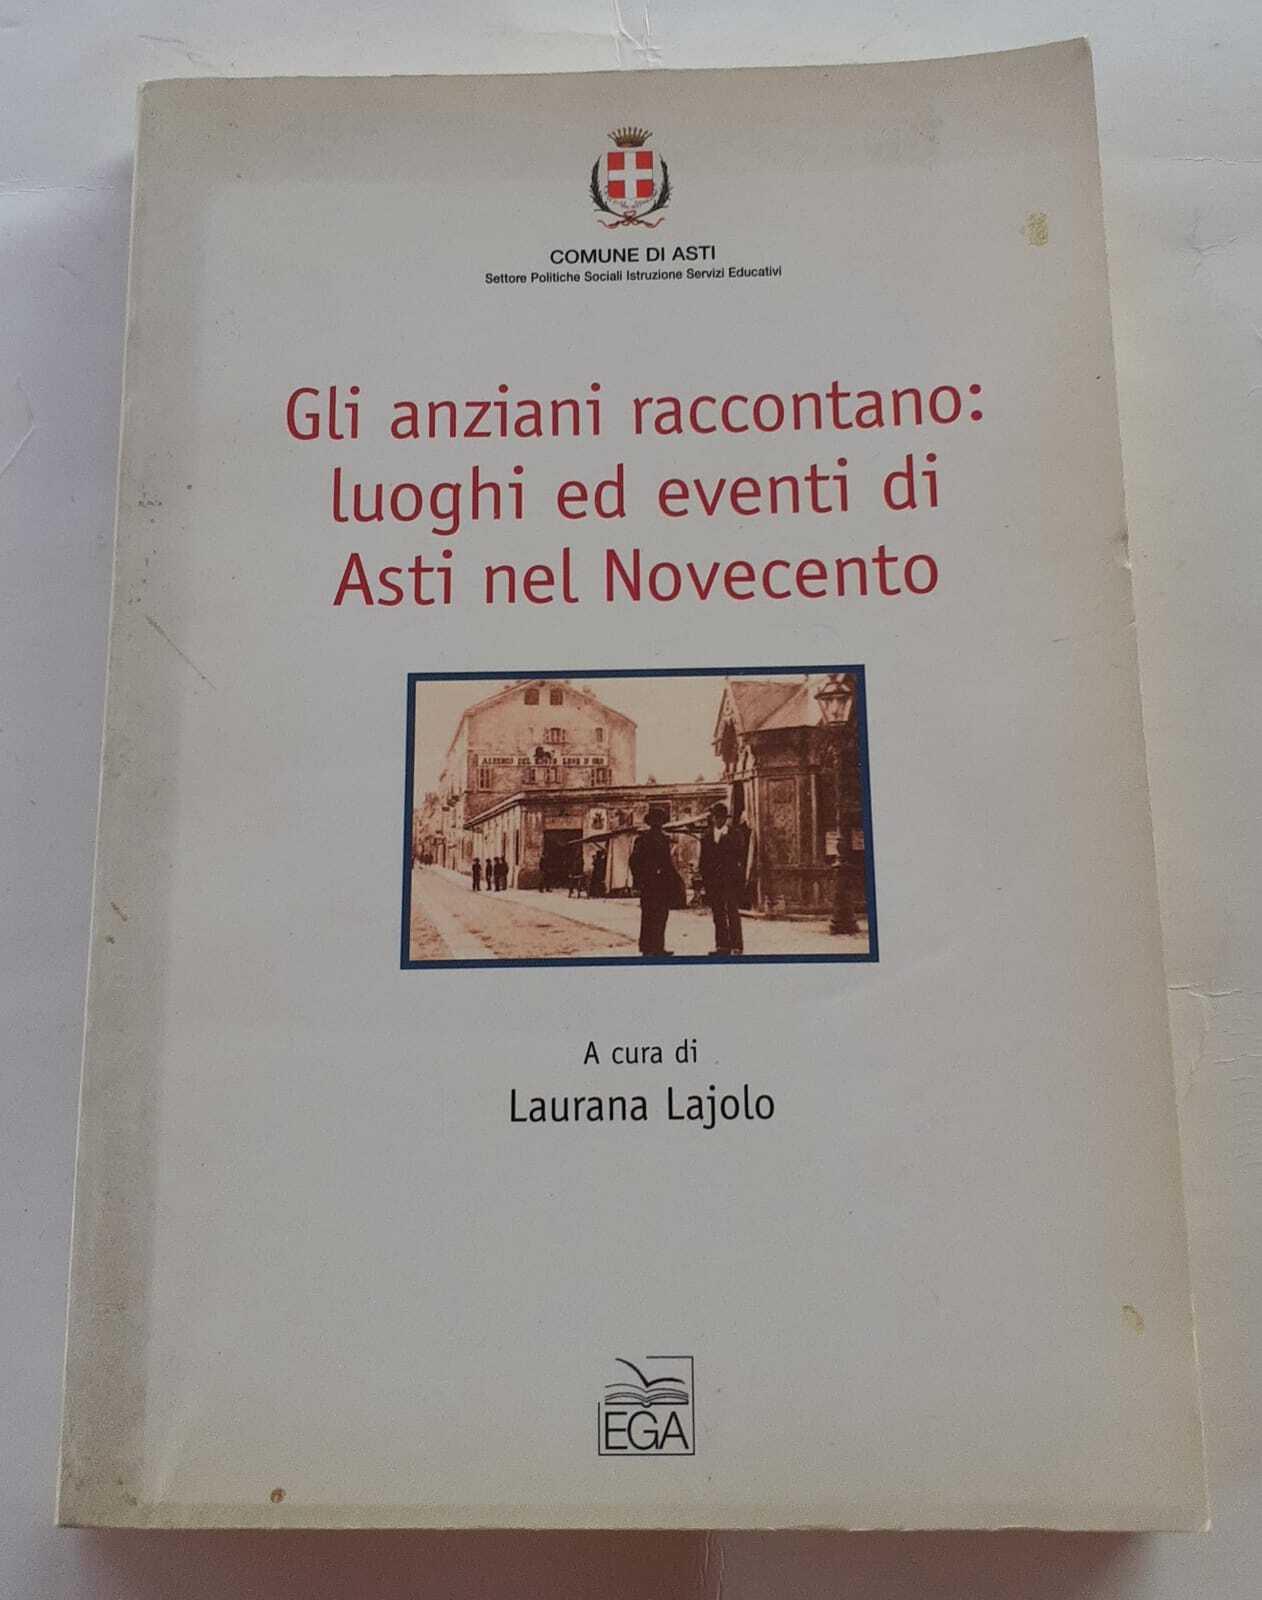 COMUNE DI ASTI
Settore Politiche Sociali Istruzione Servizi Educativi
Gli anziani raccontano:
luoghi ed eventi di
Asti nel Novecento
A cura di
Laurana Lajolo
EGA